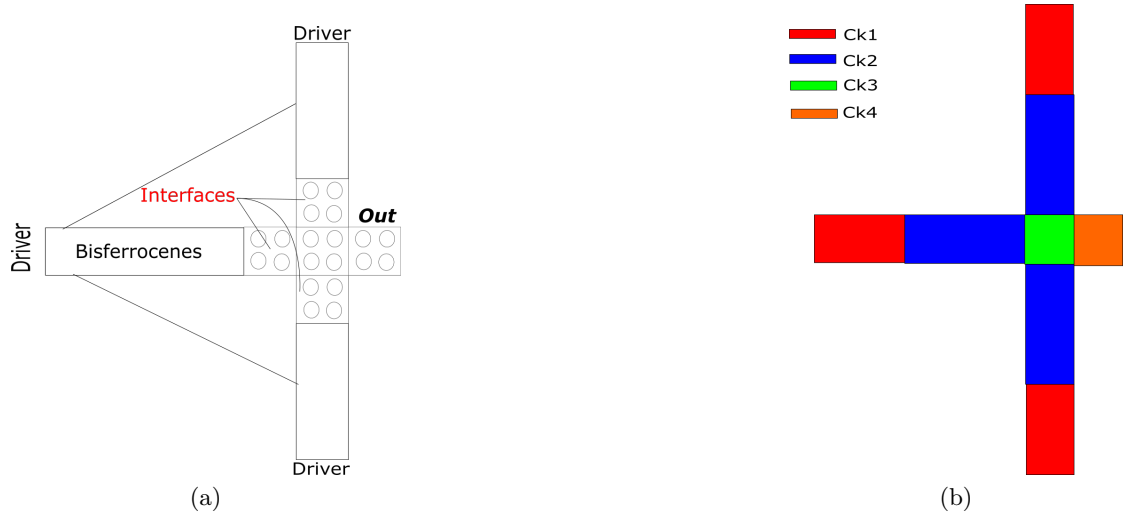 Driver
Interfaces
Out
Driver
Bisferrocenes
Driver
(a)
Ck1
Ck2
Ck3
Ck4
(b)